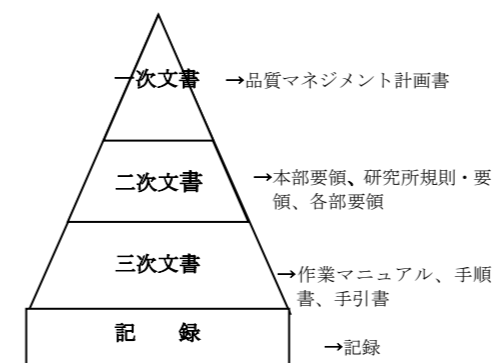 一次文書 →品質マネジメント計画書
二次文書 →本部要領、研究所規則・要
領、各部要領
三次文書
→作業マニュアル、手順
書、手引書
記　録
→記録